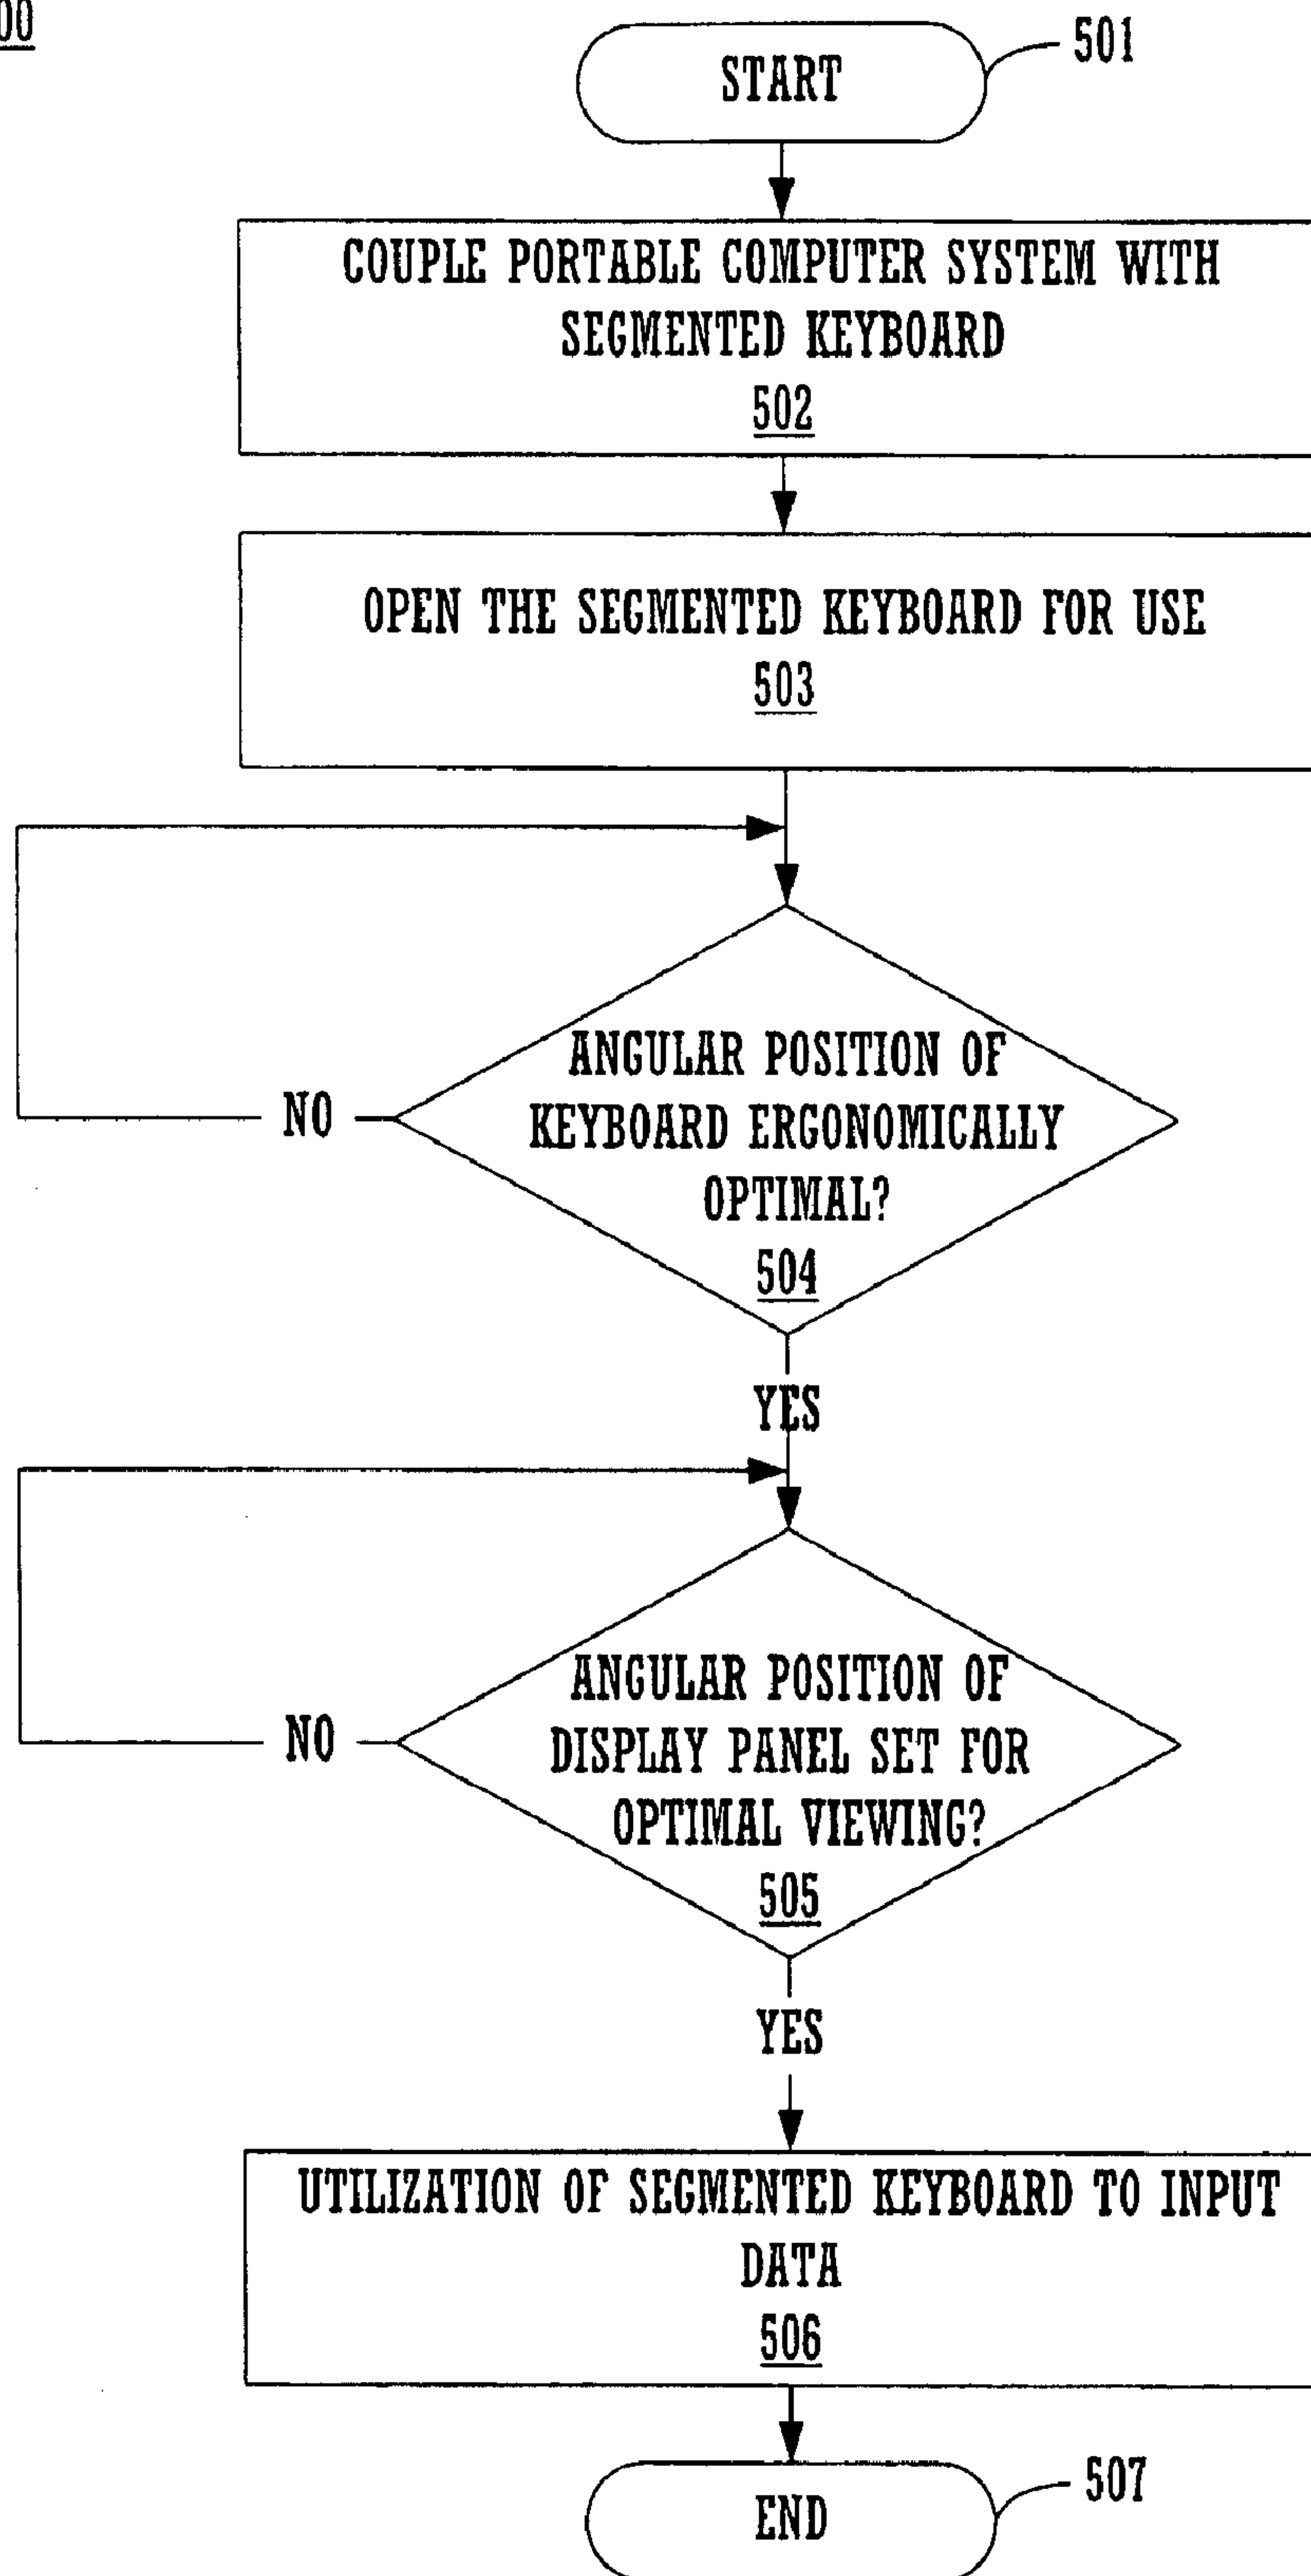 00
START
501
COUPLE PORTABLE COMPUTER SYSTEM WITH
SEGMENTED KEYBOARD
502
OPEN THE SEGMENTED KEYBOARD FOR USE
503
ANGULAR POSITION OF
KEYBOARD ERGONOMICALLY
OPTIMAL?
504
NO
YES
ANGULAR POSITION OF
DISPLAY PANEL SET FOR
OPTIMAL VIEWING?
505
NO
YES
UTILIZATION OF SEGMENTED KEYBOARD TO INPUT
DATA
506
END
507